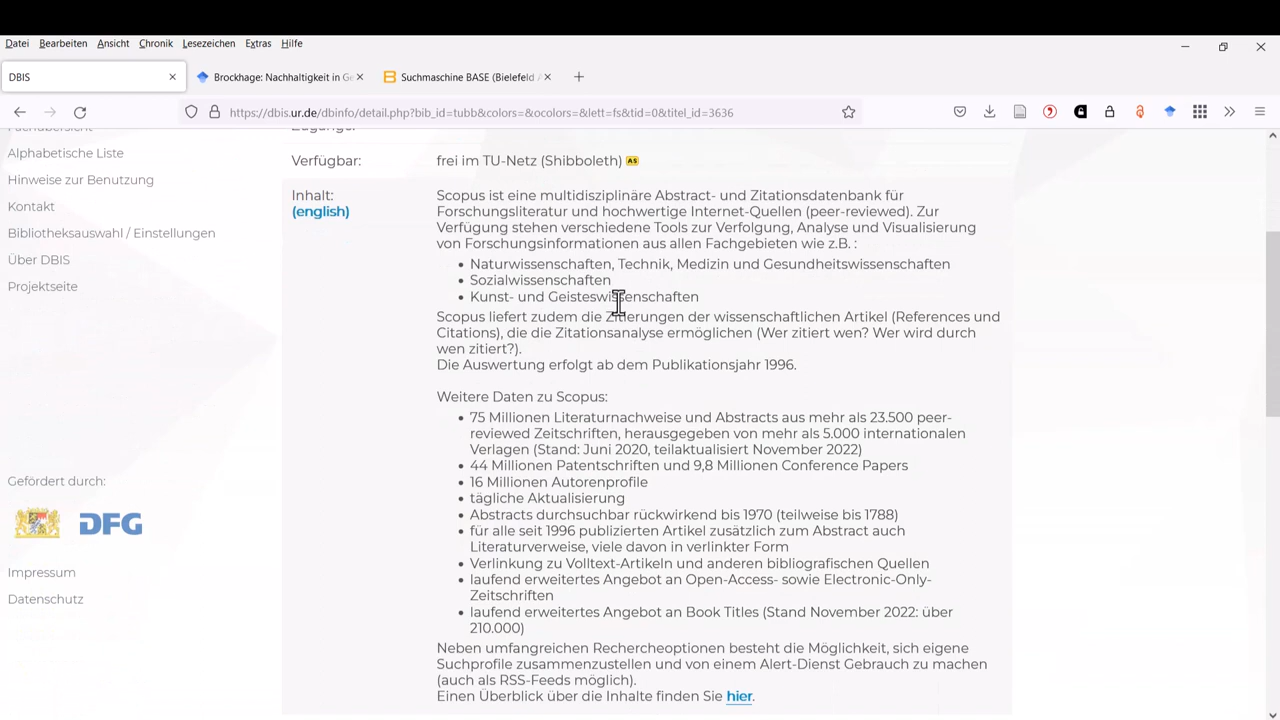 Datei Bearbeiten Ansicht Chronik Lesezeichen Extras Hilfe
DBIS
Brockhage: Nachhaltigkeit in Ge
Suchmaschine BASE (Bielefeld A
https://dbis.ur.de/dbinfo/detail.php?bib_id=tubb&colors=&ocolors=&lett=fs&tid=0&titel_id=3636
Fachübersicht
Alphabetische Liste
Hinweise zur Benutzung
Kontakt
Bibliotheksauswahl / Einstellungen
Über DBIS
Projektseite
Gefördert durch:
DFG
Impressum
Datenschutz
Verfügbar: frei im TU-Netz (Shibboleth) AS
Inhalt:
(english)
Scopus ist eine multidisziplinäre Abstract- und Zitationsdatenbank für
Forschungsliteratur und hochwertige Internet-Quellen (peer-reviewed). Zur
Verfügung stehen verschiedene Tools zur Verfolgung, Analyse und Visualisierung
von Forschungsinformationen aus allen Fachgebieten wie z.B. :
• Naturwissenschaften, Technik, Medizin und Gesundheitswissenschaften
• Sozialwissenschaften
• Kunst- und Geisteswissenschaften
Scopus liefert zudem die Zitierungen der wissenschaftlichen Artikel (References und
Citations), die die Zitationsanalyse ermöglichen (Wer zitiert wen? Wer wird durch
wen zitiert?).
Die Auswertung erfolgt ab dem Publikationsjahr 1996.
Weitere Daten zu Scopus:
• 75 Millionen Literaturnachweise und Abstracts aus mehr als 23.500 peer-
reviewed Zeitschriften, herausgegeben von mehr als 5.000 internationalen
Verlagen (Stand: Juni 2020, teilaktualisiert November 2022)
• 44 Millionen Patentschriften und 9,8 Millionen Conference Papers
• 16 Millionen Autorenprofile
• tägliche Aktualisierung
• Abstracts durchsuchbar rückwirkend bis 1970 (teilweise bis 1788)
• für alle seit 1996 publizierten Artikel zusätzlich zum Abstract auch
Literaturverweise, viele davon in verlinkter Form
• Verlinkung zu Volltext-Artikeln und anderen bibliografischen Quellen
• laufend erweitertes Angebot an Open-Access- sowie Electronic-Only-
Zeitschriften
• laufend erweitertes Angebot an Book Titles (Stand November 2022: über
210.000)
Neben umfangreichen Rechercheoptionen besteht die Möglichkeit, sich eigene
Suchprofile zusammenzustellen und von einem Alert-Dienst Gebrauch zu machen
(auch als RSS-Feeds möglich).
Einen Überblick über die Inhalte finden Sie hier.